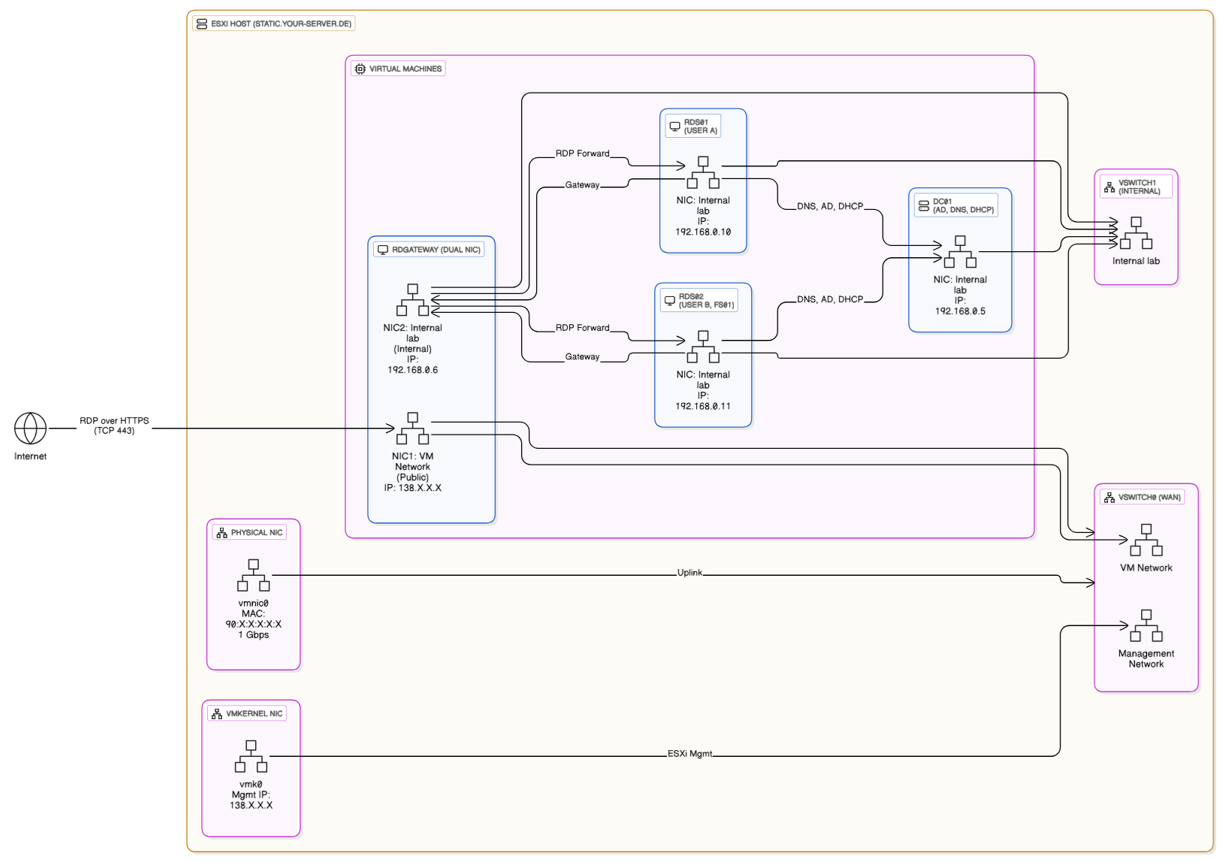 ESXI HOST (STATIC.YOUR-SERVER.DE)
VIRTUAL MACHINES
RDS01
(USER A)
NIC: Internal
lab
IP:
192.168.0.10
RDP Forward
Gateway
DNS, AD, DHCP
DC01
(AD, DNS, DHCP)
NIC: Internal
lab
IP:
192.168.0.5
VSWITCH1
(INTERNAL)
Internal lab
RDGATEWAY (DUAL NIC)
NIC2: Internal
lab
(Internal)
IP:
192.168.0.6
RDS02
(USER B, FS01)
NIC: Internal
lab
IP:
192.168.0.11
RDP Forward
Gateway
DNS, AD, DHCP
Internet
RDP over HTTPS
(TCP 443)
NIC1: VM
Network
(Public)
IP: 138.X.X.X
VSWITCH0 (WAN)
VM Network
Management
Network
PHYSICAL NIC
vmnic0
MAC:
90:X:X:X:X:X
1 Gbps
Uplink
VMKERNEL NIC
vmk0
Mgmt IP:
138.X.X.X
ESXi Mgmt